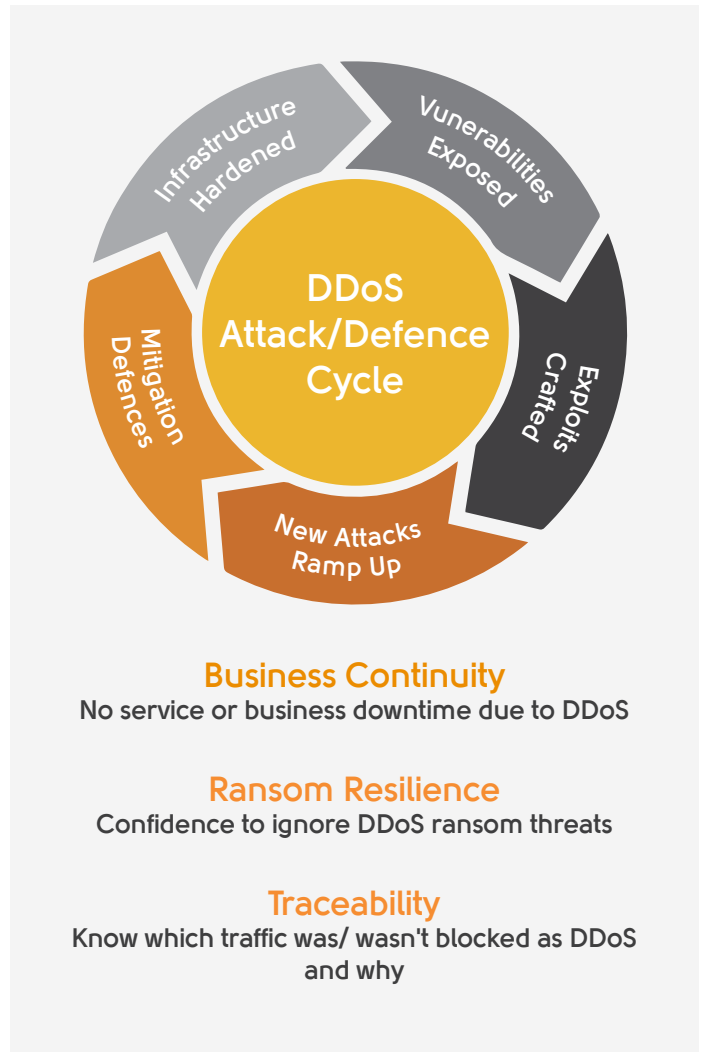 Infrastructure
Hardened
Vunerabilities
Exposed
Exploits
Crafted
New Attacks
Ramp Up
Mitigation
Defences
DDoS
Attack/Defence
Cycle
Business Continuity
No service or business downtime due to DDoS
Ransom Resilience
Confidence to ignore DDoS ransom threats
Traceability
Know which traffic was/ wasn't blocked as DDoS
and why